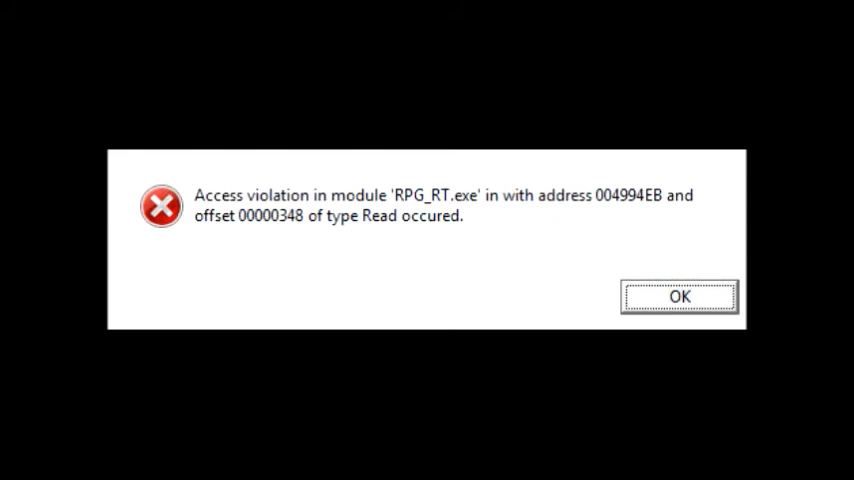 Access violation in module 'RPG_RT.exe' in with address 004994EB and
offset 00000348 of type Read occured.
OK